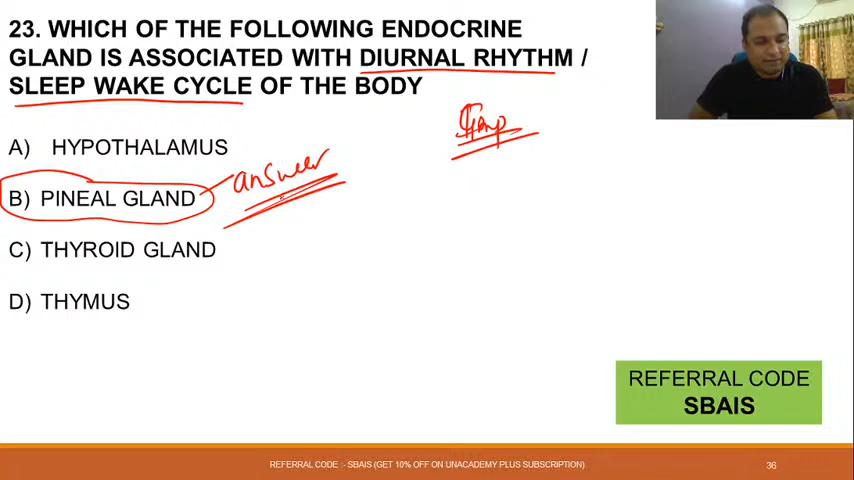 23. WHICH OF THE FOLLOWING ENDOCRINE
GLAND IS ASSOCIATED WITH DIURNAL RHYTHM /
SLEEP WAKE CYCLE OF THE BODY
A) HYPOTHALAMUS
B) PINEAL GLAND
answer
C) THYROID GLAND
D) THYMUS
REFERRAL CODE
SBAIS
REFERRAL CODE :- SBAIS (GET 10% OFF ON UNACADEMY PLUS SUBSCRIPTION)
36